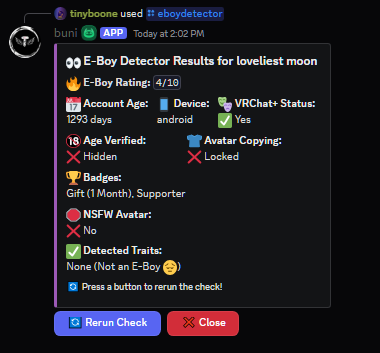 tinyboone used eboydetector
buni APP Today at 2:02 PM
E-Boy Detector Results for loveliest moon
E-Boy Rating: 4/10
Account Age: Device: VRChat+ Status:
1293 days android Yes
Age Verified: Avatar Copying:
Hidden Locked
Badges:
Gift (1 Month), Supporter
NSFW Avatar:
No
Detected Traits:
None (Not an E-Boy 😔)
Press a button to rerun the check!
Rerun Check Close